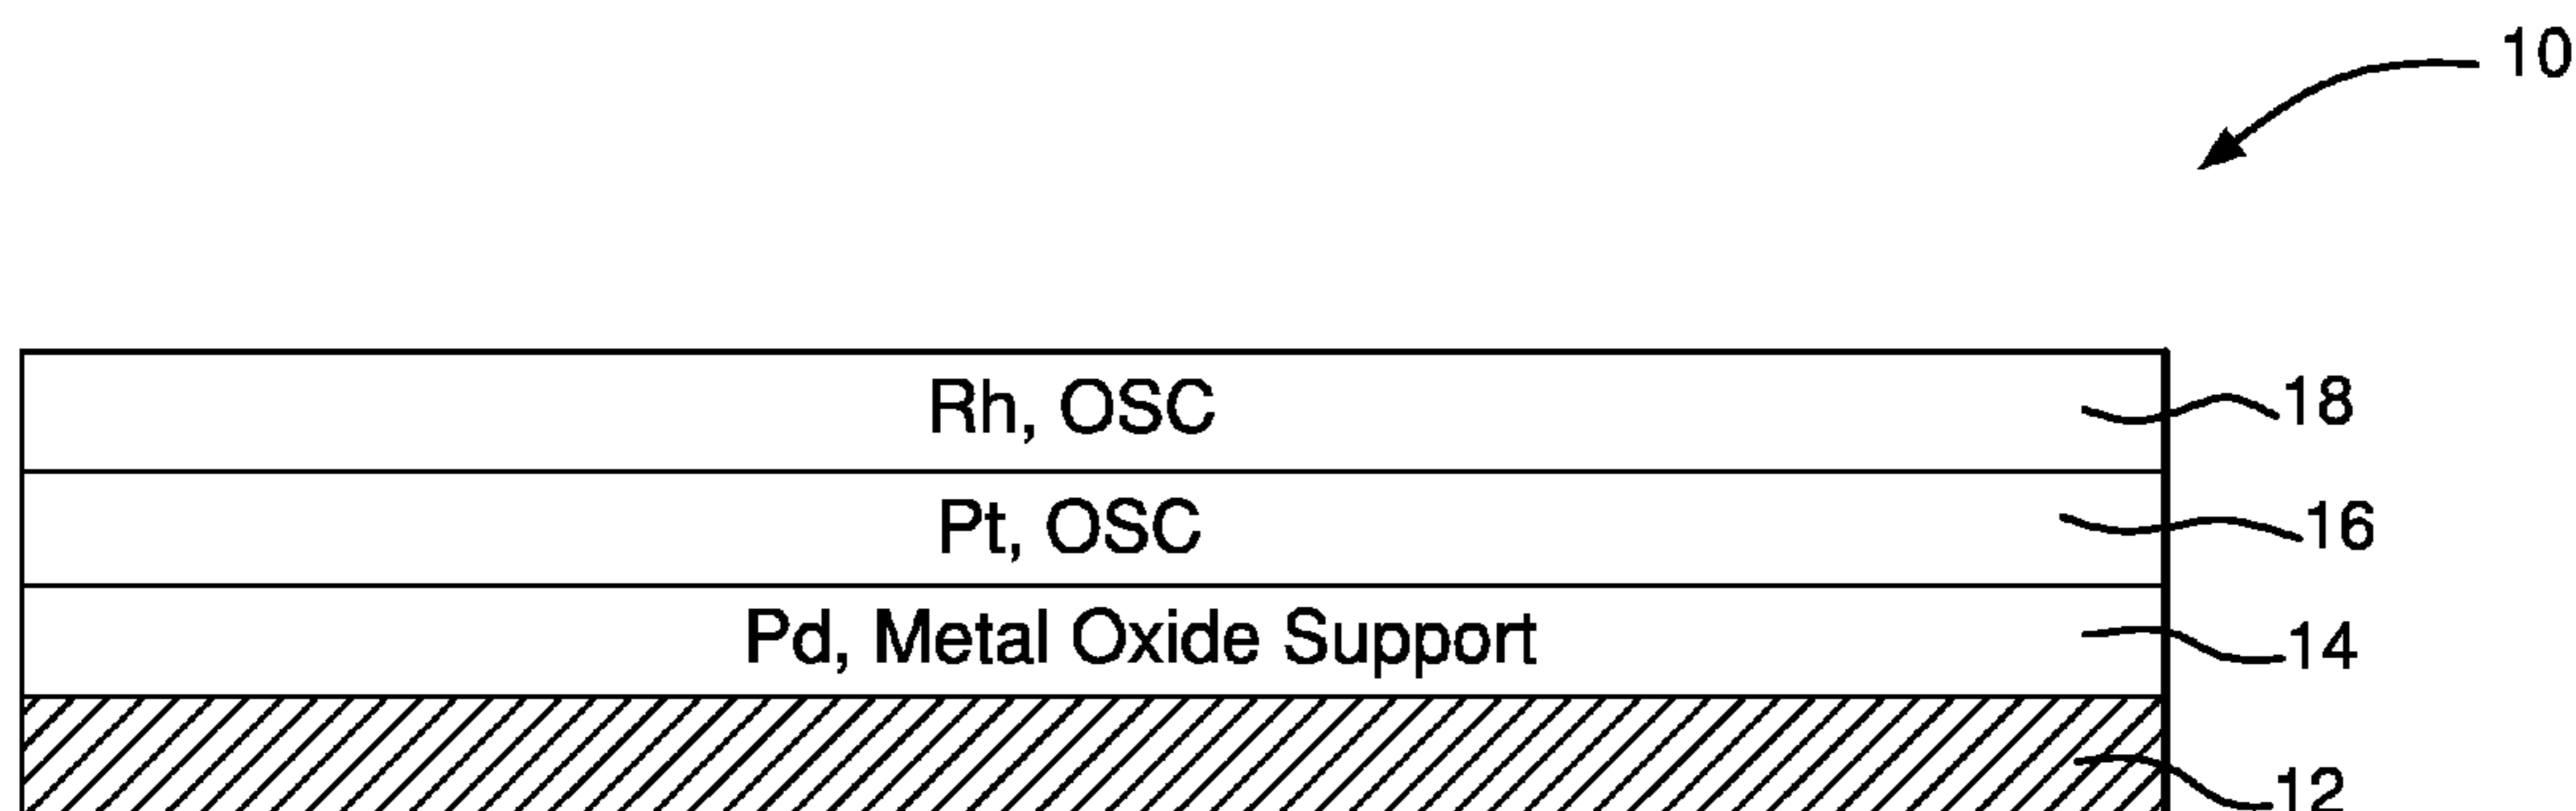 10
Rh, OSC
18
Pt, OSC
16
Pd, Metal Oxide Support
14
12